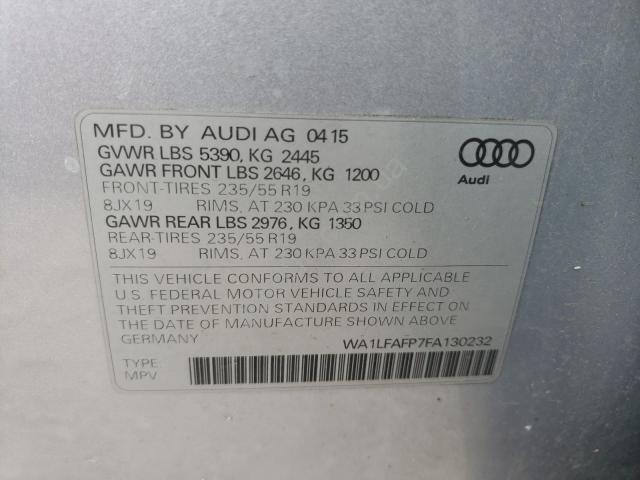 MFD. BY AUDI AG 04 15
GVWR LBS 5390, KG 2445
GAWR FRONT LBS 2646, KG 1200
FRONT-TIRES 235/55 R19
8JX19 RIMS, AT 230 KPA 33 PSI COLD
GAWR REAR LBS 2976, KG 1350
REAR-TIRES 235/55 R19
8JX19 RIMS, AT 230 KPA 33 PSI COLD
Audi
THIS VEHICLE CONFORMS TO ALL APPLICABLE
U.S. FEDERAL MOTOR VEHICLE SAFETY AND
THEFT PREVENTION STANDARDS IN EFFECT ON
THE DATE OF MANUFACTURE SHOWN ABOVE
GERMANY
WA1LFAFP7FA130232
TYPE:
MPV